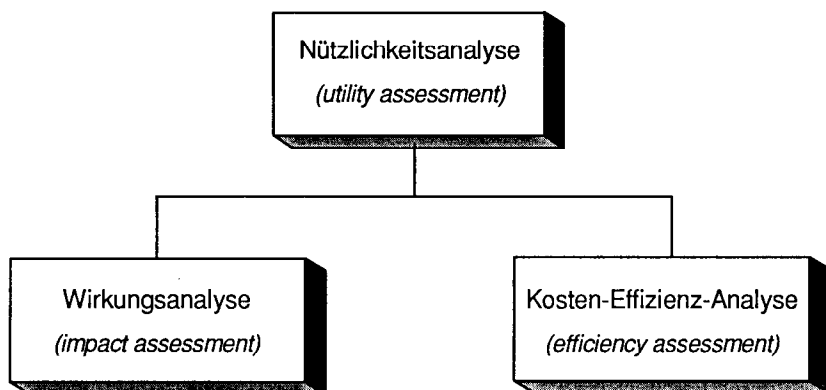 Nützlichkeitsanalyse
(utility assessment)
Wirkungsanalyse
(impact assessment)
Kosten-Effizienz-Analyse
(efficiency assessment)